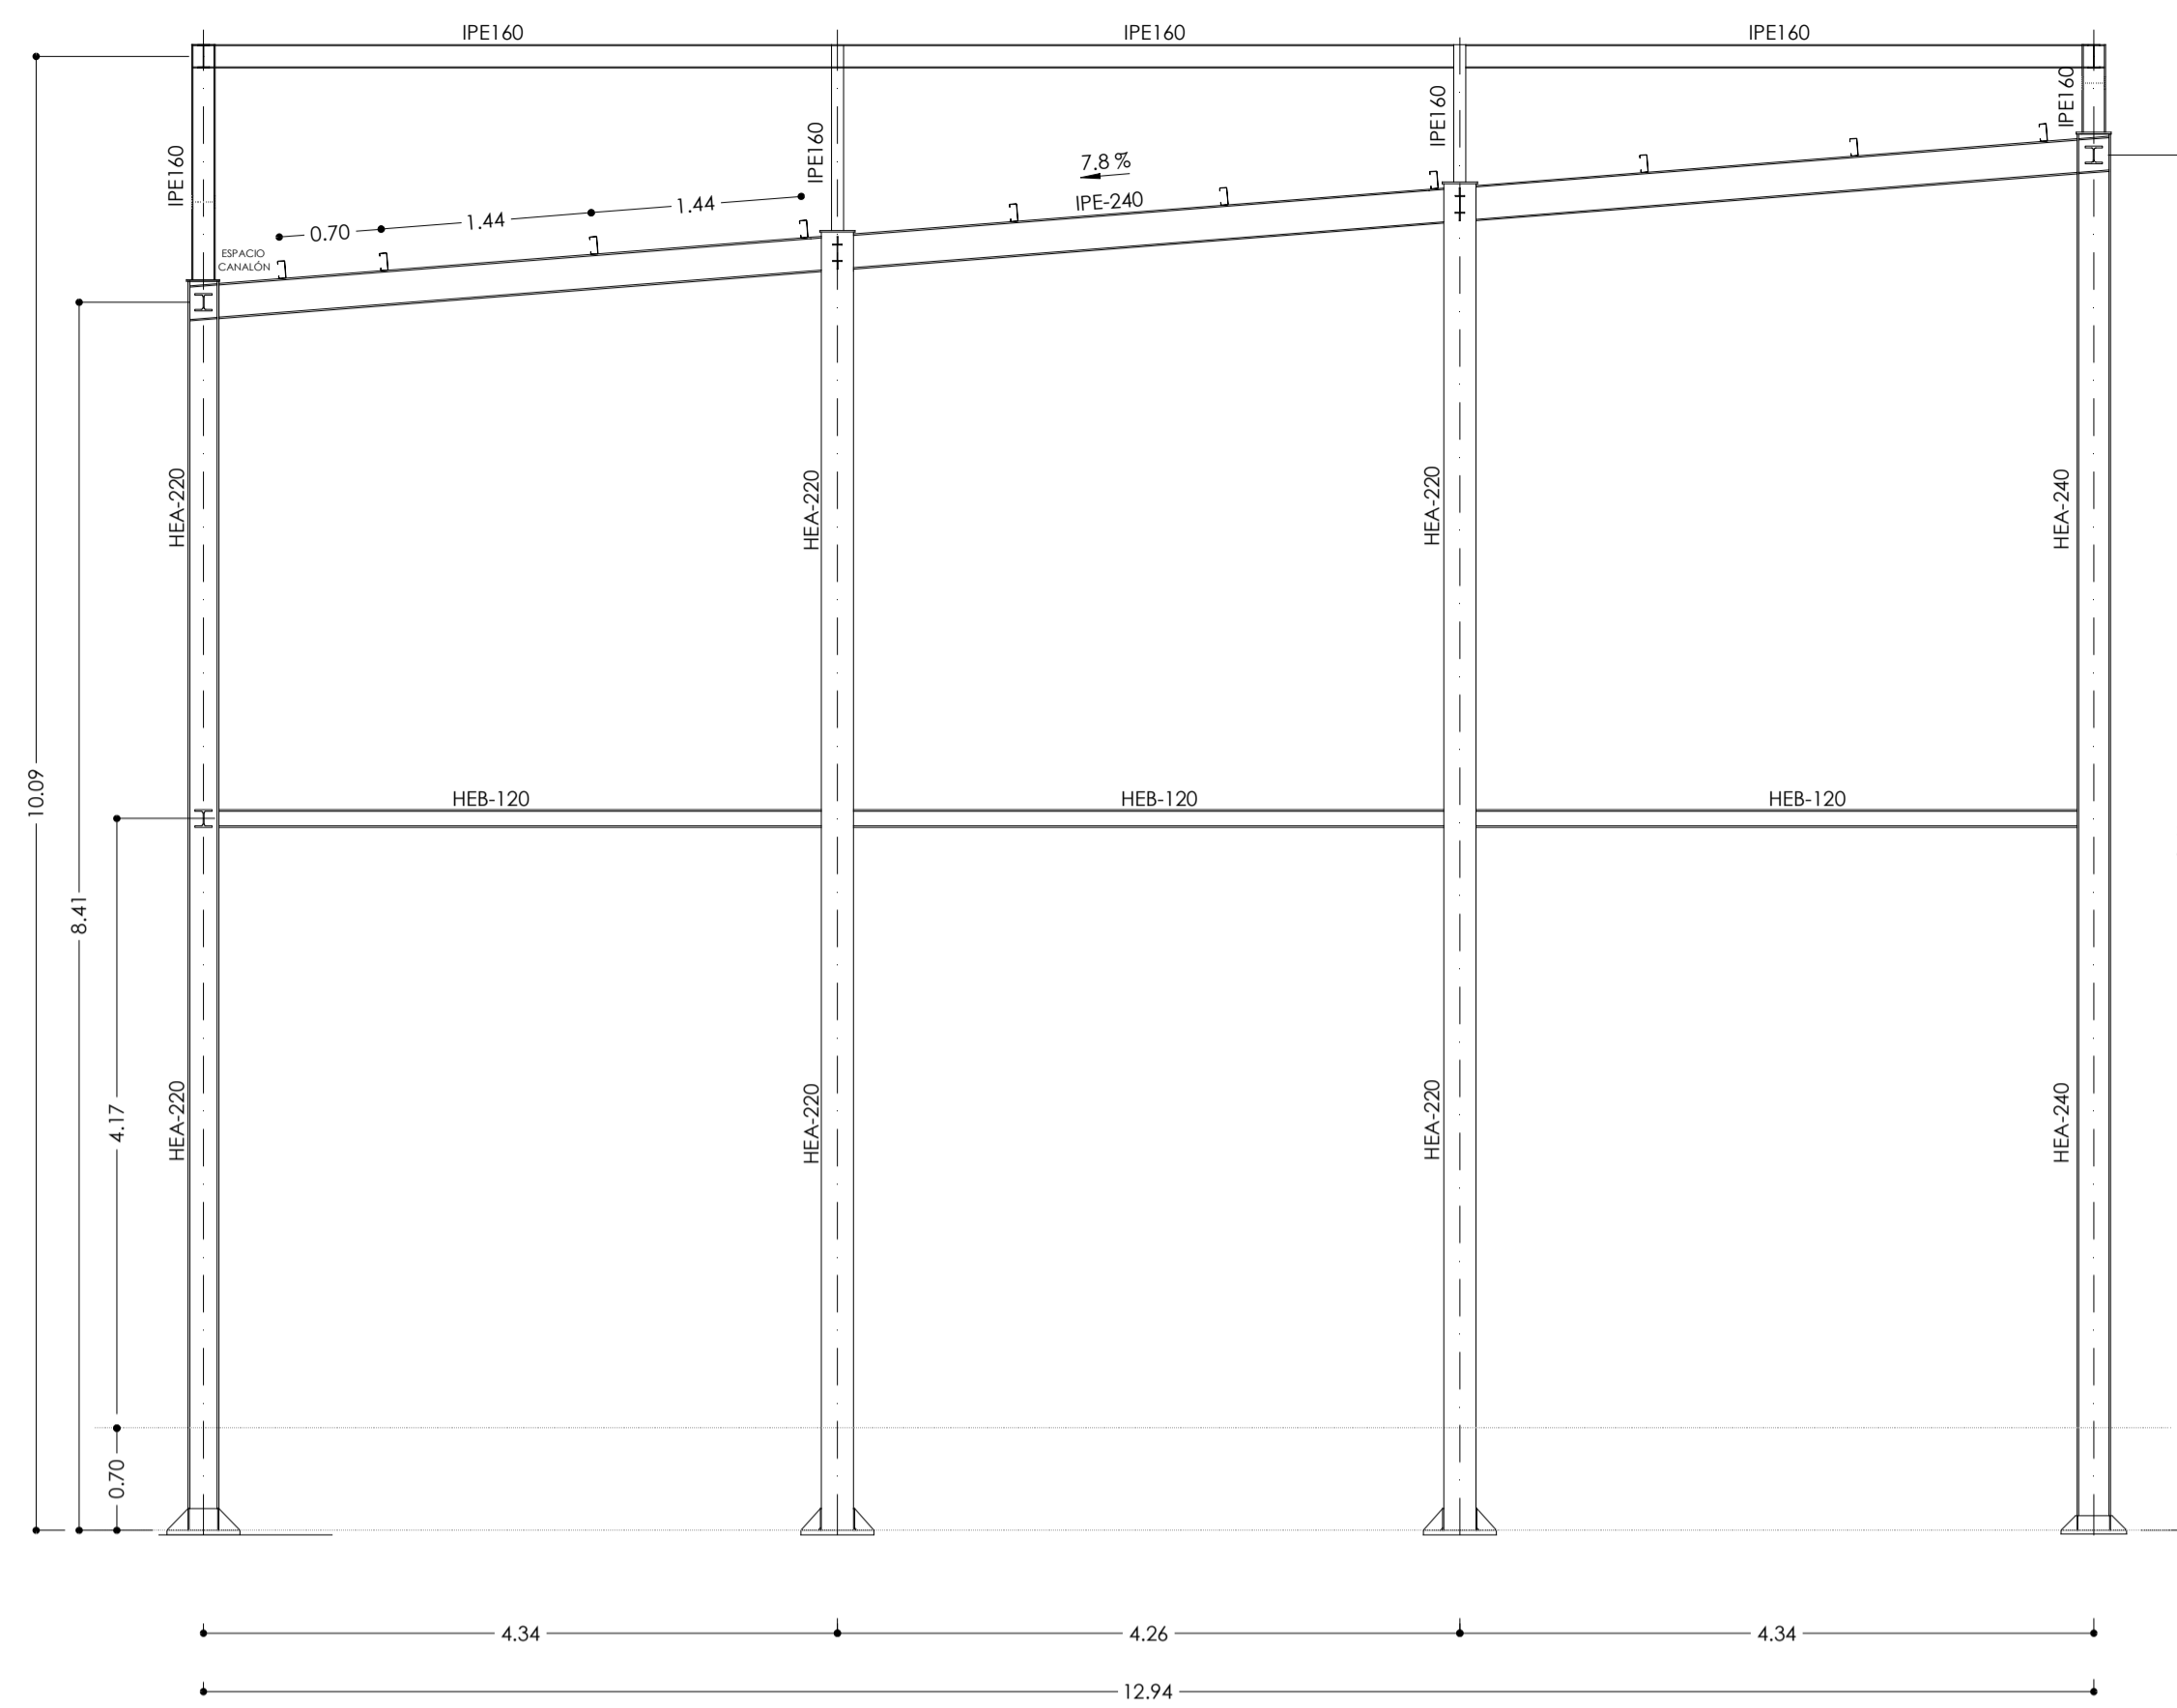 IPE160 IPE160 IPE160
IPE160
IPE160
IPE160
IPE160
7.8 %
IPE-240
0.70 1.44 1.44
ESPACIO
CANALÓN
HEA-220
HEA-220
HEA-220
HEA-240
10.09
8.41
HEB-120 HEB-120 HEB-120
4.17
HEA-220
HEA-220
HEA-220
HEA-240
0.70
4.34 4.26 4.34
12.94